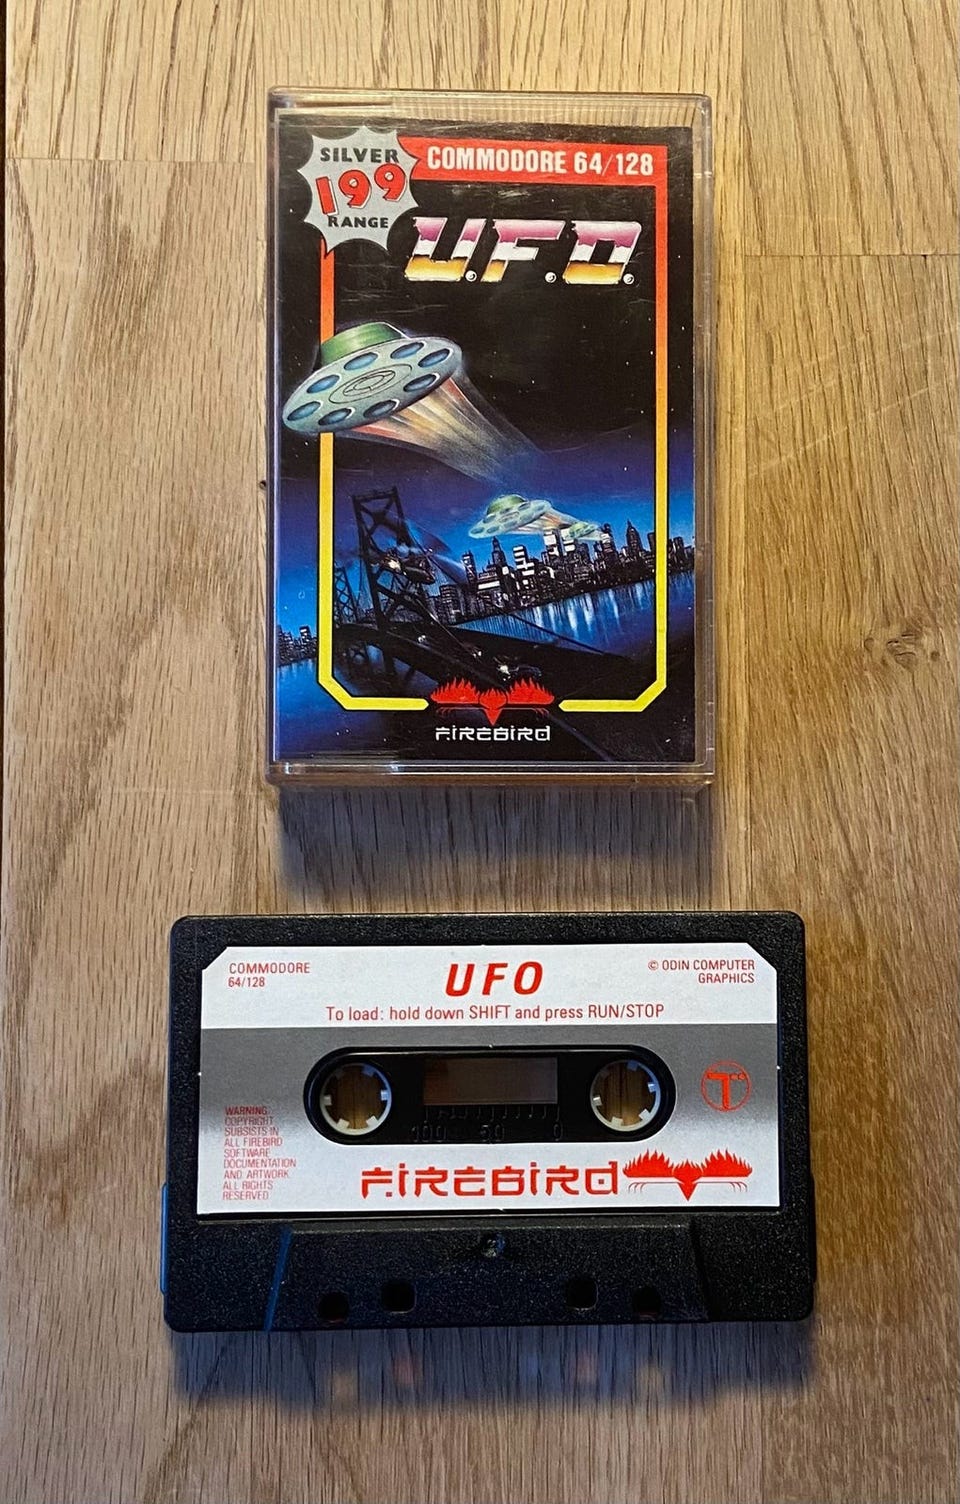 SILVER
199
RANGE
COMMODORE 64/128
U.F.O.
FIREBIRD
COMMODORE
64/128
UFO
© ODIN COMPUTER
GRAPHICS
To load: hold down SHIFT and press RUN/STOP
WARNING
COPYRIGHT
SUBSISTS IN
ALL FIREBIRD
SOFTWARE
DOCUMENTATION
AND ARTWORK
ALL RIGHTS
RESERVED
100 50 0
T
FIREBIRD